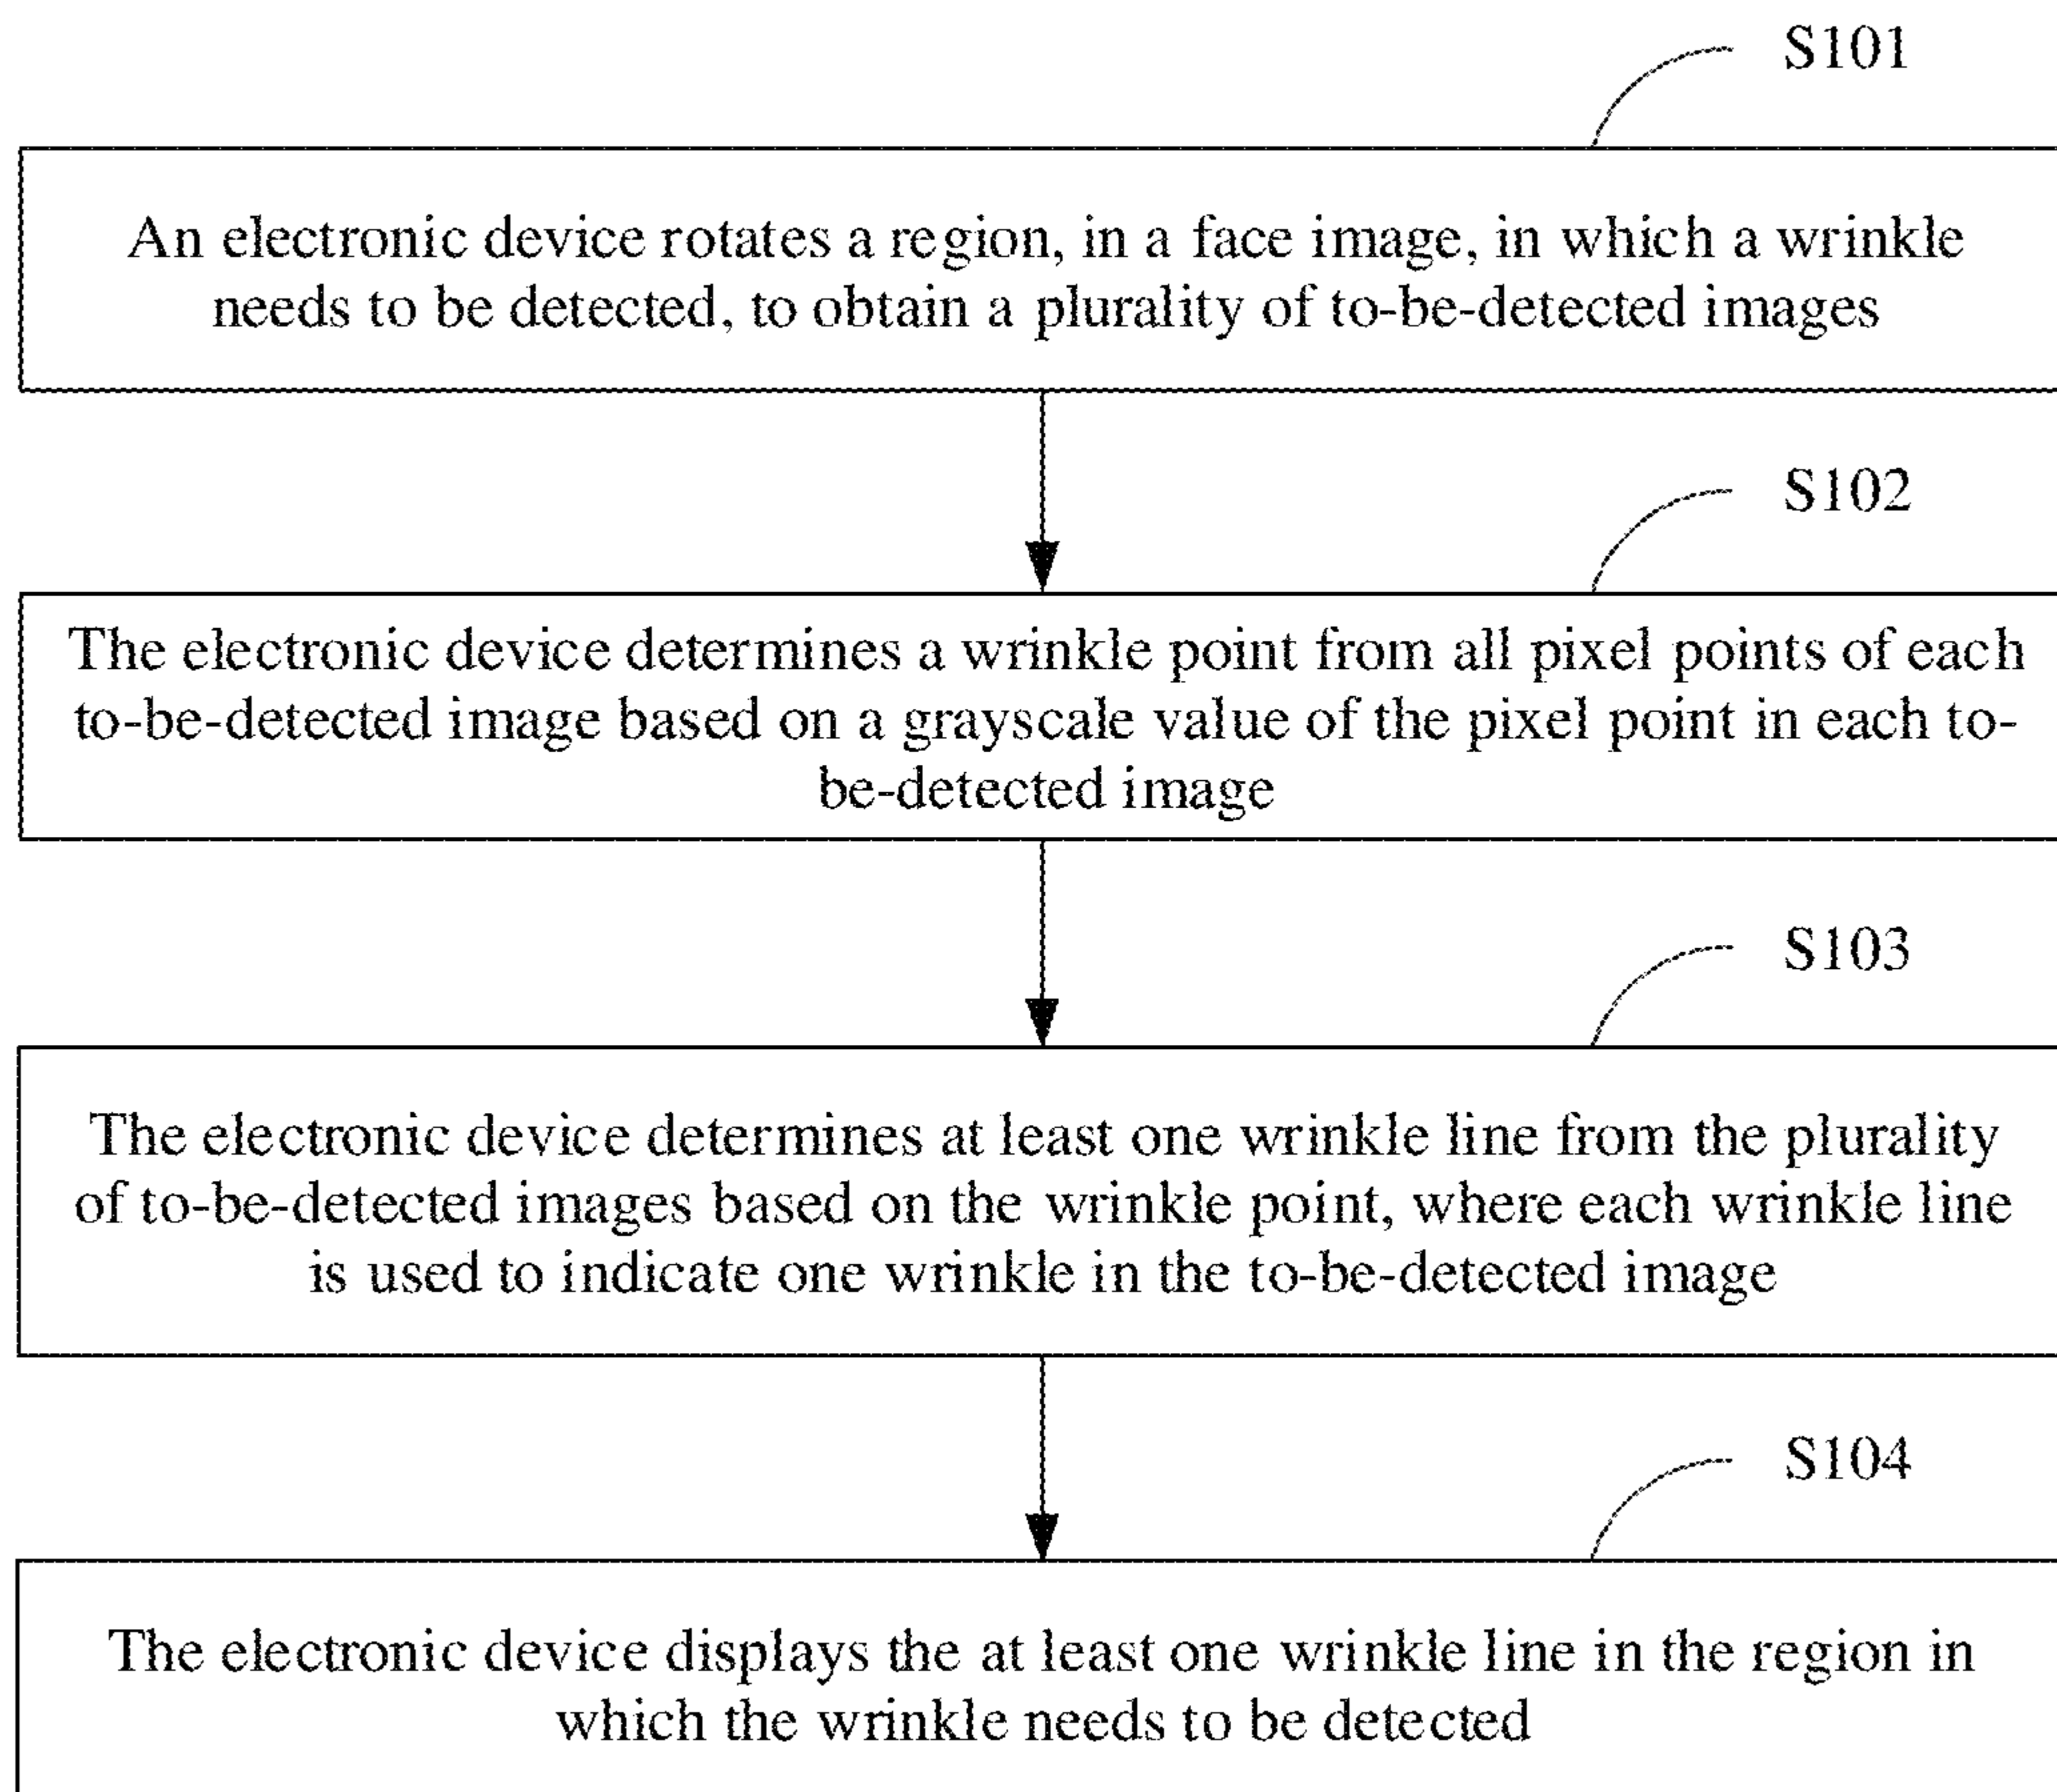 S101
An electronic device rotates a region, in a face image, in which a wrinkle
needs to be detected, to obtain a plurality of to-be-detected images
S102
The electronic device determines a wrinkle point from all pixel points of each
to-be-detected image based on a grayscale value of the pixel point in each to-
be-detected image
S103
The electronic device determines at least one wrinkle line from the plurality
of to-be-detected images based on the wrinkle point, where each wrinkle line
is used to indicate one wrinkle in the to-be-detected image
S104
The electronic device displays the at least one wrinkle line in the region in
which the wrinkle needs to be detected